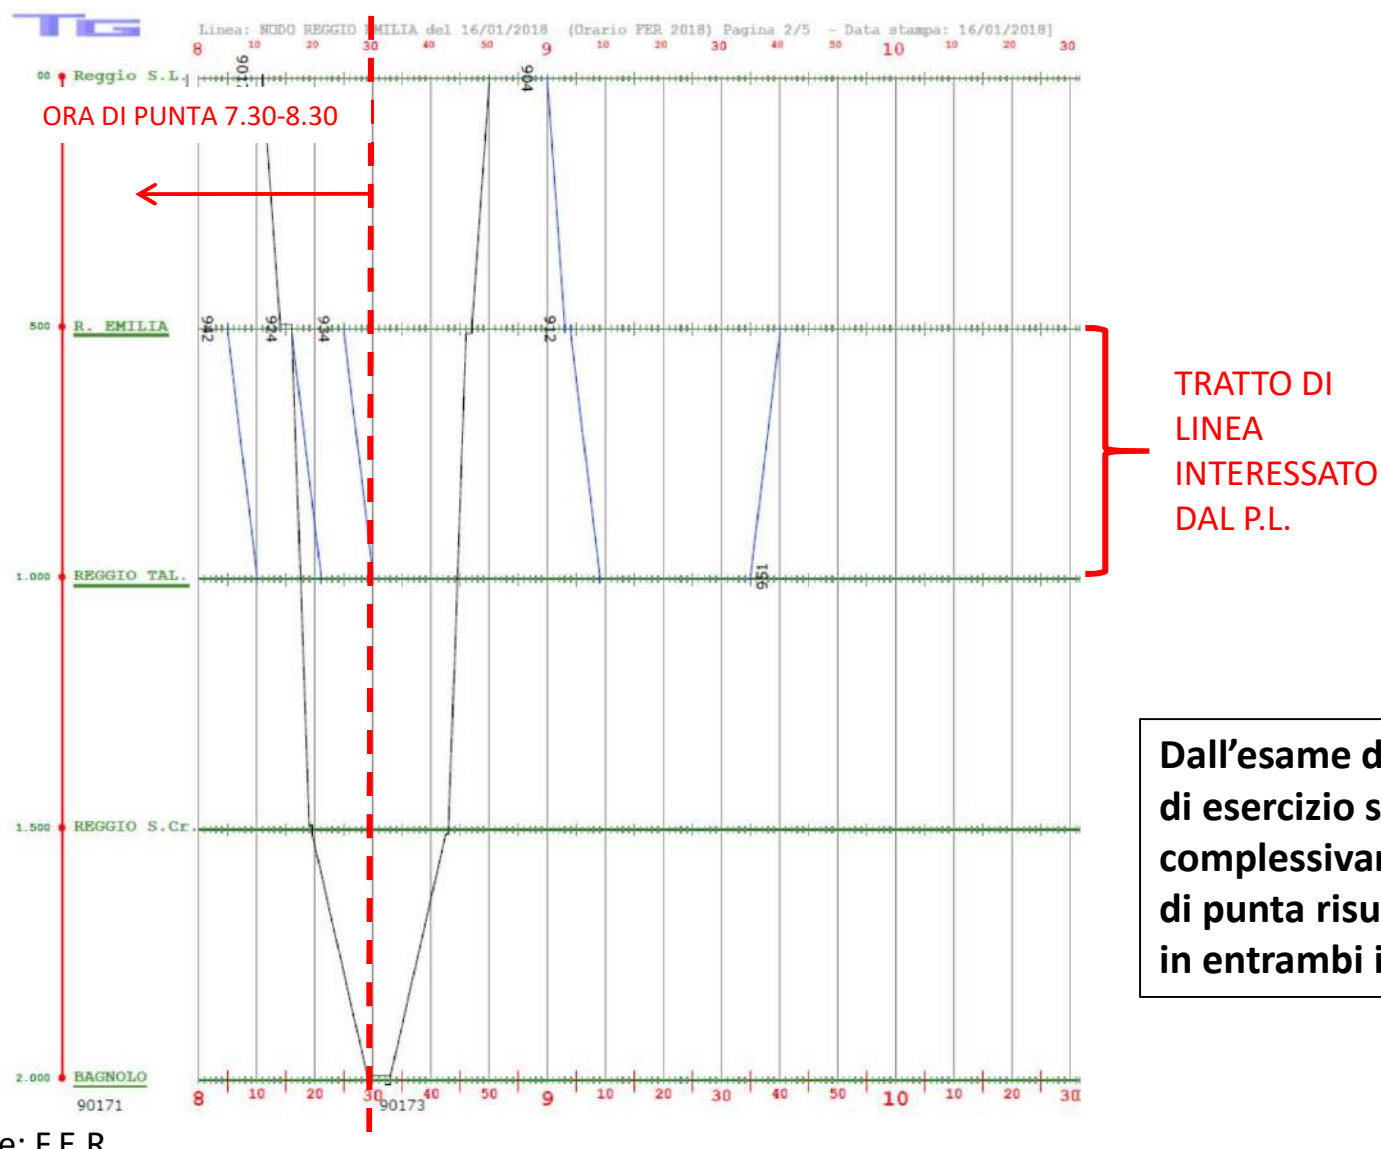 TG
Linea: NODO REGGIO EMILIA del 16/01/2018 (Orario FER 2018) Pagina 2/5 - Data stampa: 16/01/2018]
8 10 20 30 40 50 9 10 20 30 40 50 10 10 20 30
00 Reggio S.L.
904
ORA DI PUNTA 7.30-8.30
500 R. EMILIA
942 924 934 912
TRATTO DI
LINEA
INTERESSATO
DAL P.L.
1.000 REGGIO TAL.
951
1.500 REGGIO S.Cr.
Dall'esame d
di esercizio s
complessivar
di punta risu
in entrambi i
2.000 BAGNOLO
8 10 20 30 40 50 9 10 20 30 40 50 10 10 20 30
90171 90173
e: F.E.R.